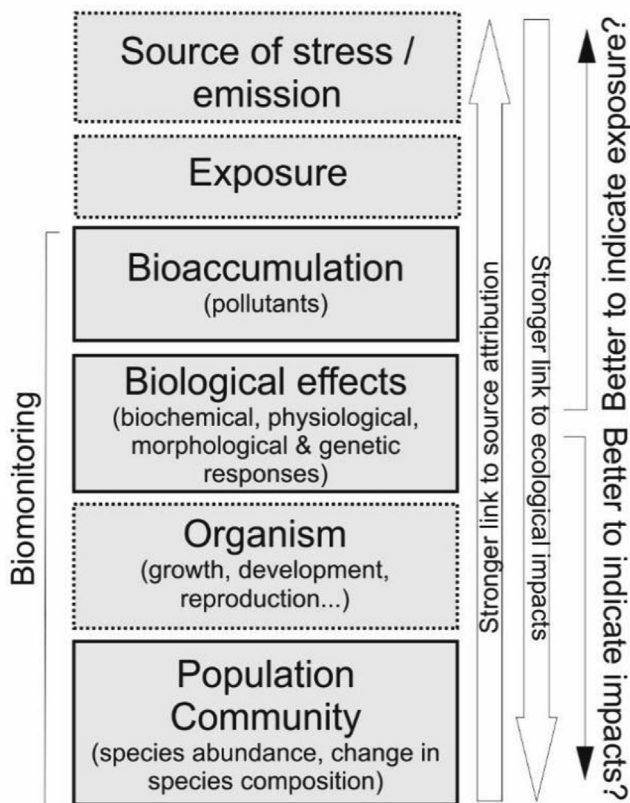 Source of stress /
emission
Exposure
Bioaccumulation
(pollutants)
Biological effects
(biochemical, physiological,
morphological & genetic
responses)
Organism
(growth, development,
reproduction...)
Population
Community
(species abundance, change in
species composition)
Biomonitoring
Stronger link to source attribution
Stronger link to ecological impacts
Better to indicate exposure?
Better to indicate impacts?